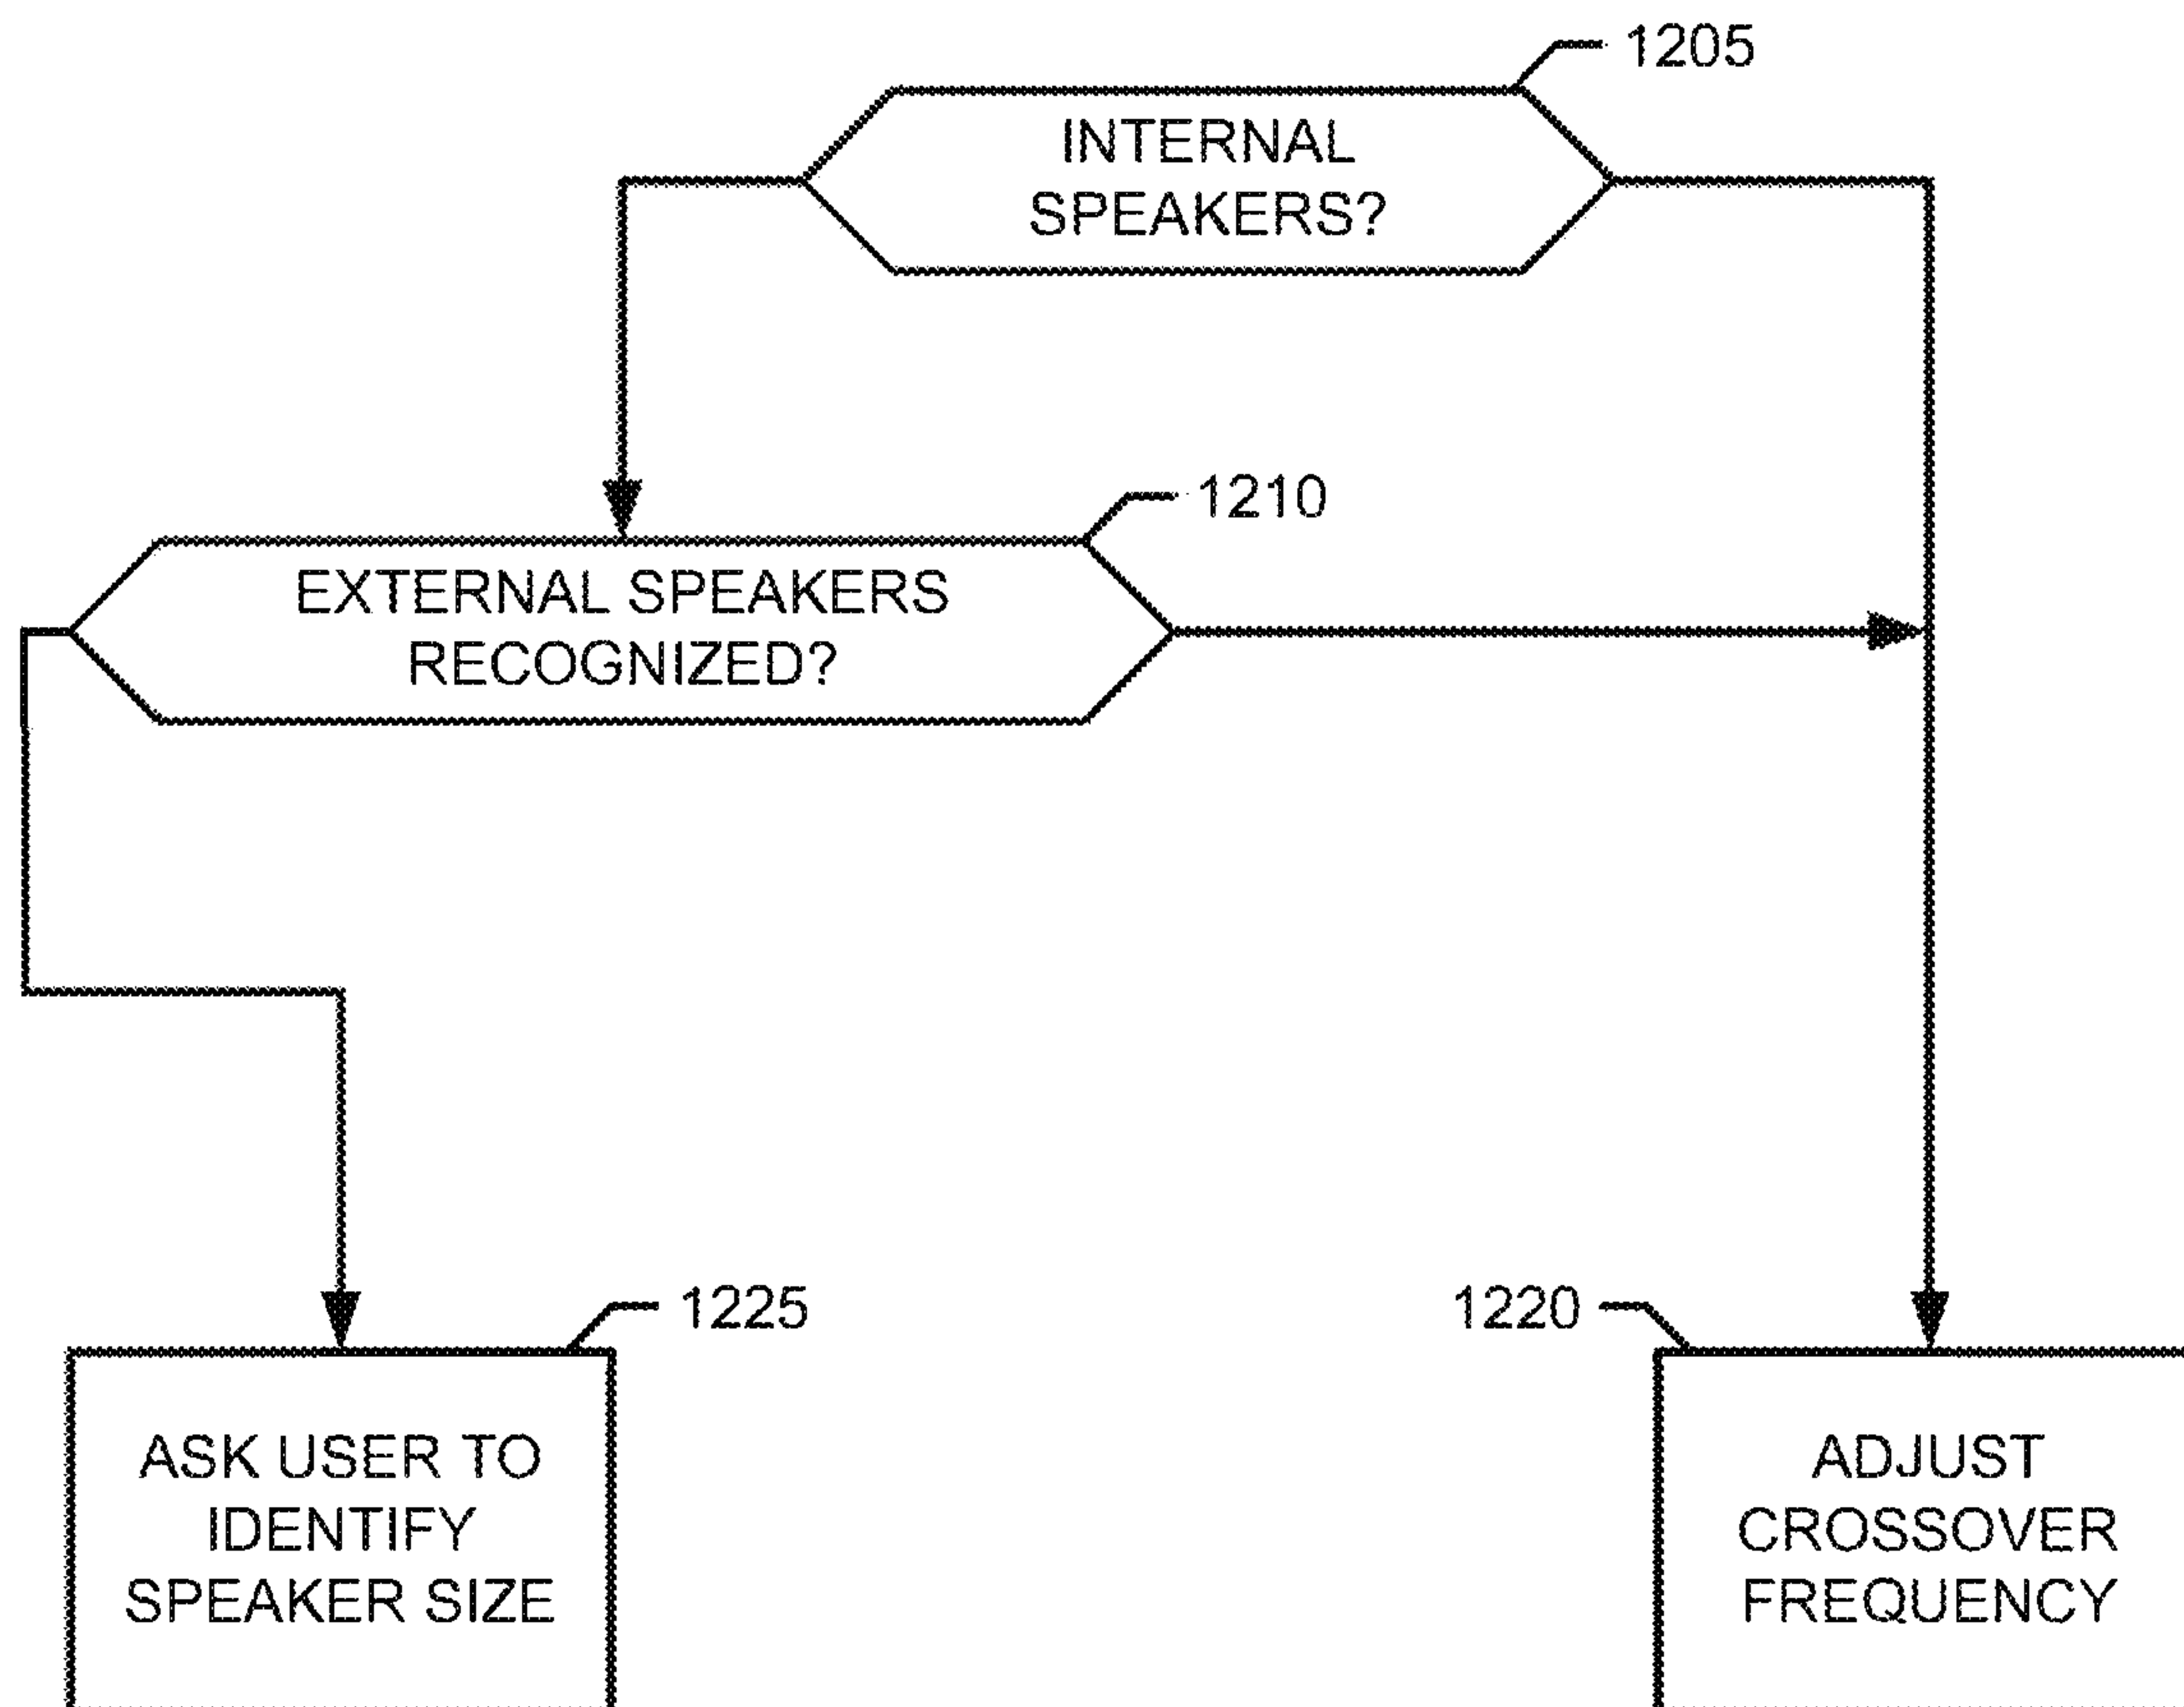 1205
INTERNAL
SPEAKERS?
1210
EXTERNAL SPEAKERS
RECOGNIZED?
1225
ASK USER TO
IDENTIFY
SPEAKER SIZE
1220
ADJUST
CROSSOVER
FREQUENCY